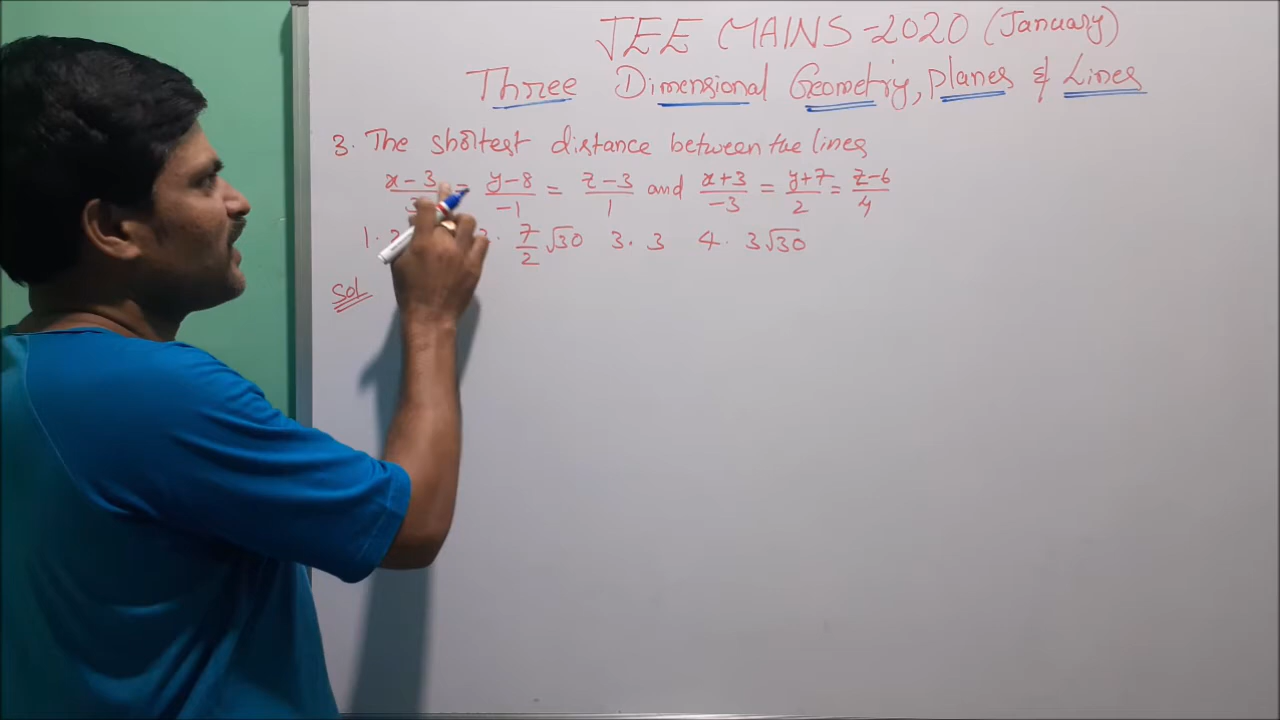 JEE MAINS-2020 (January)
Three Dimensional Geometry, planes & Lines
3. The shortest distance between the lines
x-3/3 = y-8/-1 = z-3/1 and x+3/-3 = y+7/2 = z-6/4
1. 2. 7/2 √30 3. 3 4. 3√30
Sol